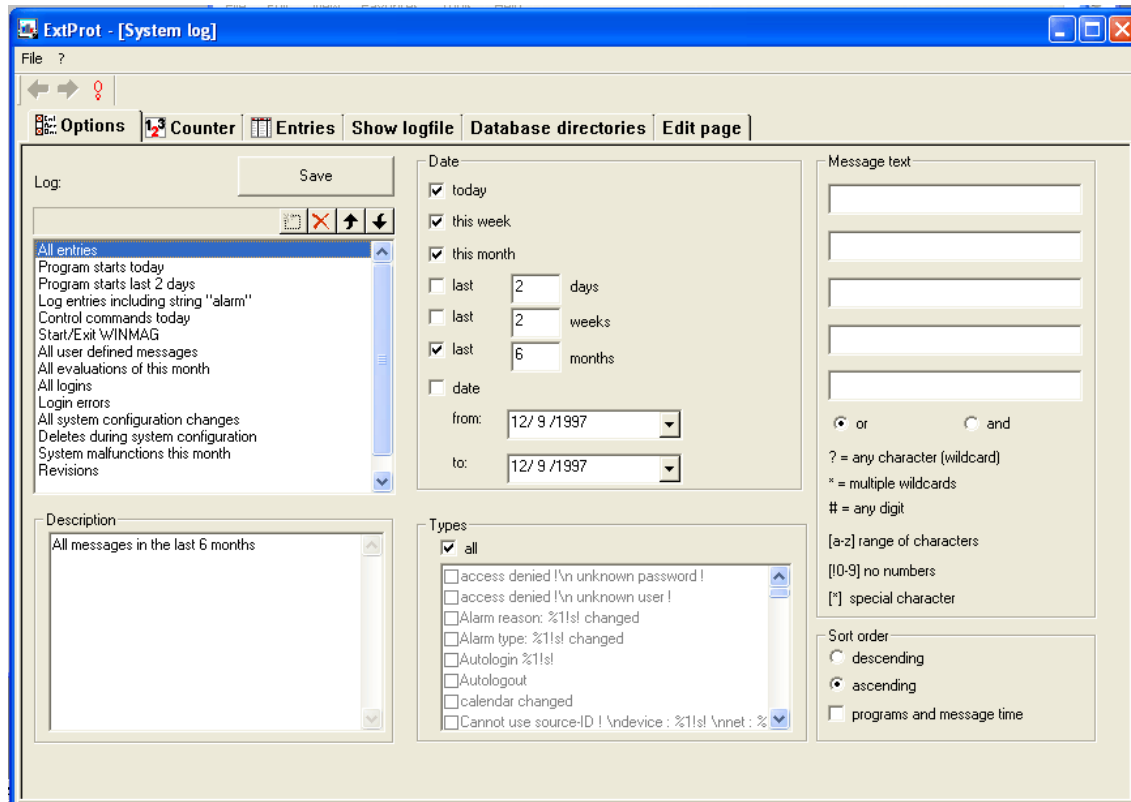 ExtProt - [System log]
File ?
Options Counter Entries Show logfile Database directories Edit page
Log:
Save
All entries
Program starts today
Program starts last 2 days
Log entries including string "alarm"
Control commands today
Start/Exit WINMAG
All user defined messages
All evaluations of this month
All logins
Login errors
All system configuration changes
Deletes during system configuration
System malfunctions this month
Revisions
Description
All messages in the last 6 months
Date
today
this week
this month
last 2 days
last 2 weeks
last 6 months
date
from: 12/ 9 /1997
to: 12/ 9 /1997
Types
all
access denied !\n unknown password !
access denied !\n unknown user !
Alarm reason: %1!s! changed
Alarm type: %1!s! changed
Autologin %1!s!
Autologout
calendar changed
Cannot use source-ID ! \ndevice : %1!s! \nnet : %
Message text
or and
? = any character (wildcard)
* = multiple wildcards
# = any digit
[a-z] range of characters
[!0-9] no numbers
[*] special character
Sort order
descending
ascending
programs and message time